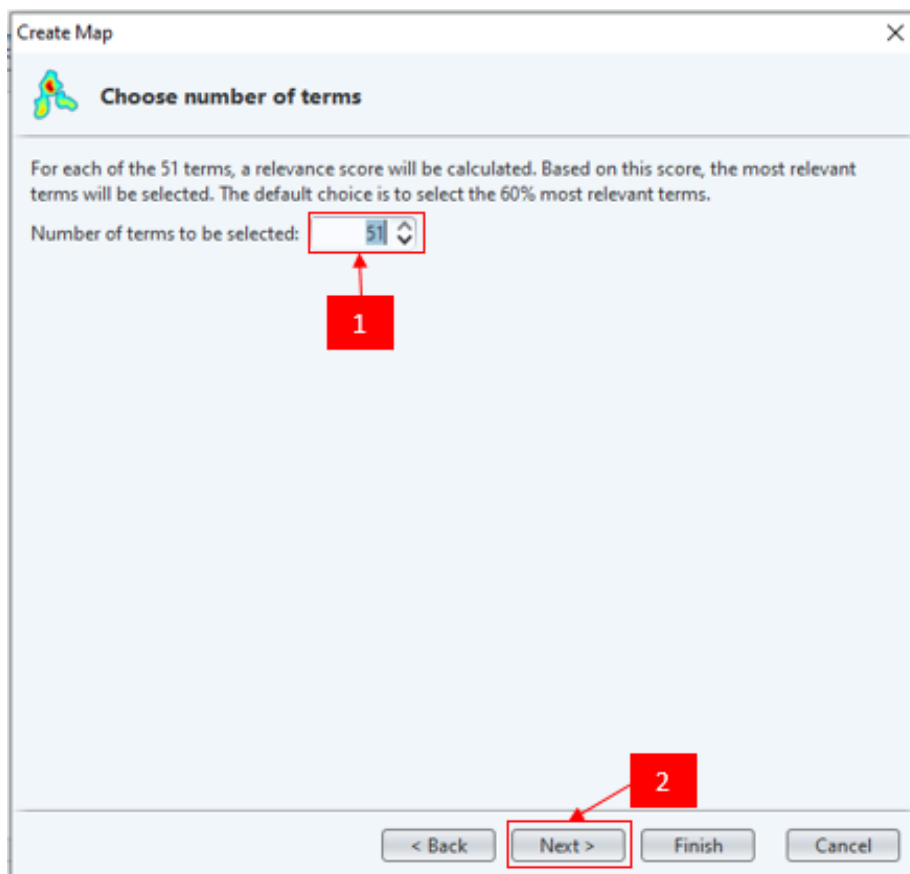 Create Map
Choose number of terms
For each of the 51 terms, a relevance score will be calculated. Based on this score, the most relevant
terms will be selected. The default choice is to select the 60% most relevant terms.
Number of terms to be selected: 51
1
2
< Back Next > Finish Cancel